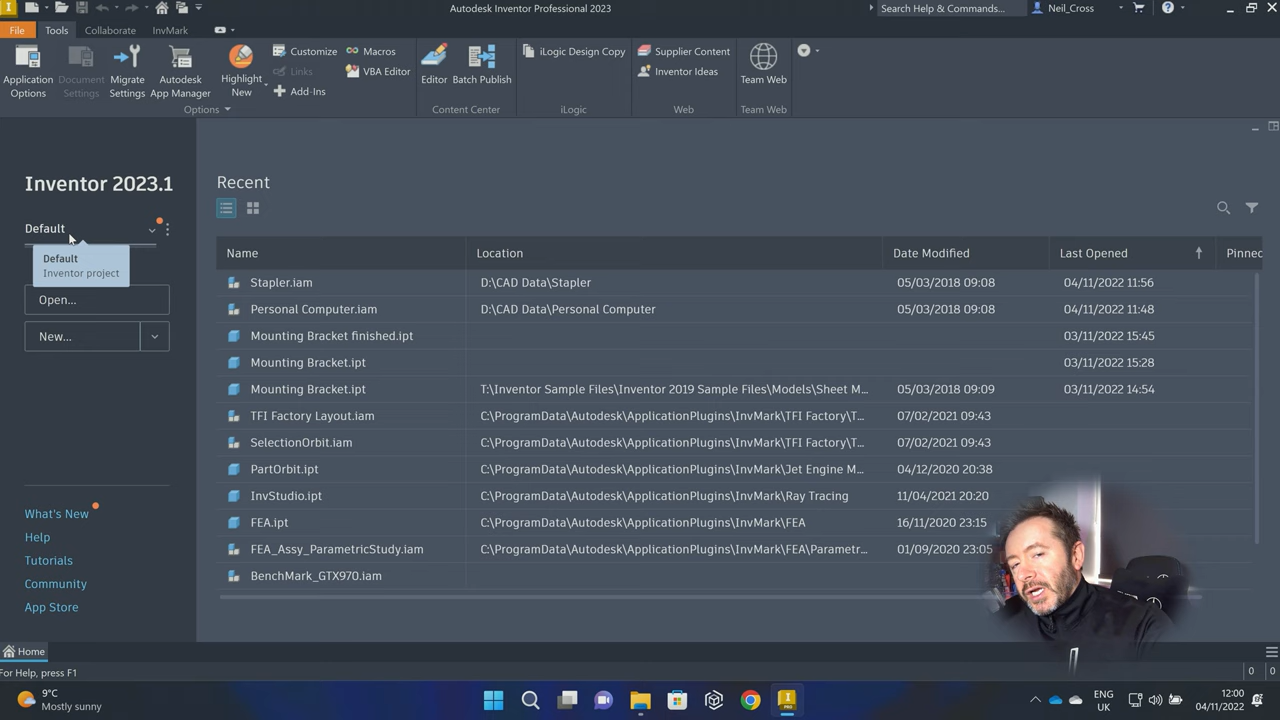 Autodesk Inventor Professional 2023
Search Help & Commands...
Neil_Cross
File
Tools
Collaborate
InvMark
Application Options
Document Settings
Migrate Settings
Autodesk App Manager
Highlight New
Customize
Links
Add-Ins
Macros
VBA Editor
Editor
Batch Publish
iLogic Design Copy
Supplier Content
Inventor Ideas
Team Web
Options
Content Center
iLogic
Web
Team Web
Inventor 2023.1
Default
Default
Inventor project
Open...
New...
What's New
Help
Tutorials
Community
App Store
Recent
Name Location Date Modified Last Opened Pinned
Stapler.iam D:\CAD Data\Stapler 05/03/2018 09:08 04/11/2022 11:56
Personal Computer.iam D:\CAD Data\Personal Computer 05/03/2018 09:08 04/11/2022 11:48
Mounting Bracket finished.ipt 03/11/2022 15:45
Mounting Bracket.ipt 03/11/2022 15:28
Mounting Bracket.ipt T:\Inventor Sample Files\Inventor 2019 Sample Files\Models\Sheet M... 05/03/2018 09:09 03/11/2022 14:54
TFI Factory Layout.iam C:\ProgramData\Autodesk\ApplicationPlugins\InvMark\TFI Factory\T... 07/02/2021 09:43
SelectionOrbit.iam C:\ProgramData\Autodesk\ApplicationPlugins\InvMark\TFI Factory\T... 07/02/2021 09:43
PartOrbit.ipt C:\ProgramData\Autodesk\ApplicationPlugins\InvMark\Jet Engine M... 04/12/2020 20:38
InvStudio.ipt C:\ProgramData\Autodesk\ApplicationPlugins\InvMark\Ray Tracing 11/04/2021 20:20
FEA.ipt C:\ProgramData\Autodesk\ApplicationPlugins\InvMark\FEA 16/11/2020 23:15
FEA_Assy_ParametricStudy.iam C:\ProgramData\Autodesk\ApplicationPlugins\InvMark\FEA\Parametr... 01/09/2020 23:05
BenchMark_GTX970.iam
Home
For Help, press F1
0 0
9°C
Mostly sunny
I
PRO
ENG
UK
12:00
04/11/2022